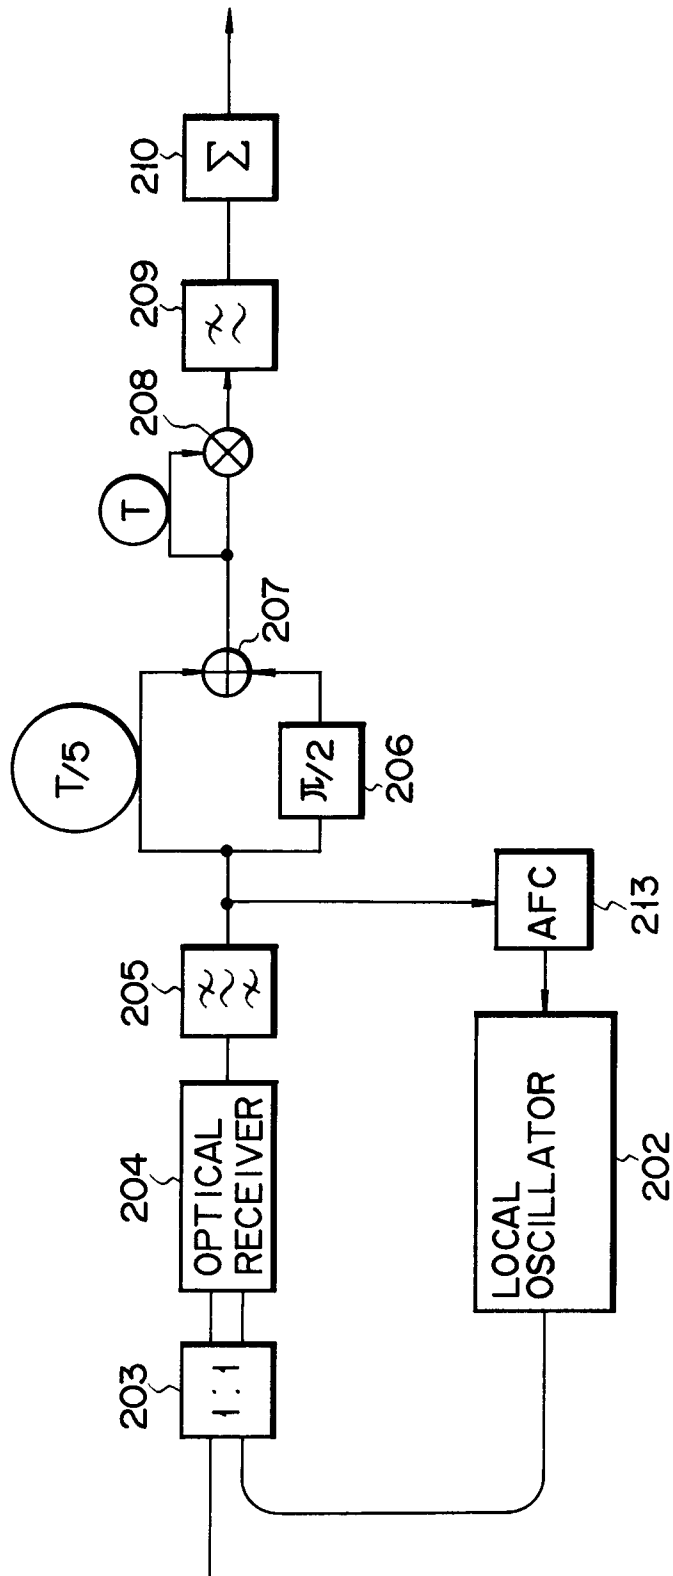 203
1:1
204
OPTICAL
RECEIVER
205
T/5
π/2
206
207
T
208
209
210
Σ
AFC
213
LOCAL
OSCILLATOR
202